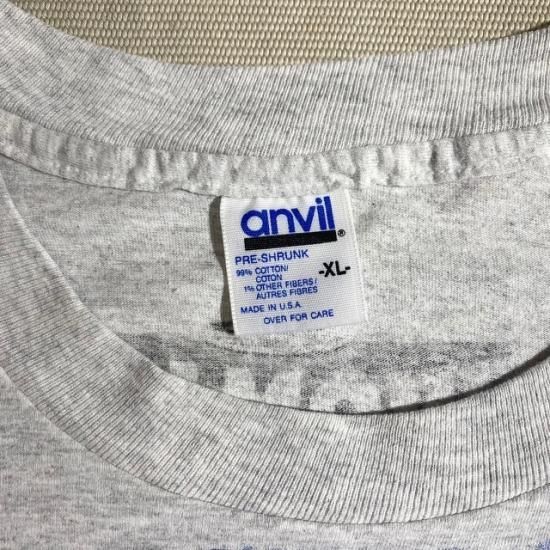 anvil®
PRE-SHRUNK
99% COTTON/
COTON
1% OTHER FIBERS/
AUTRES FIBRES
-XL-
MADE IN U.S.A.
OVER FOR CARE